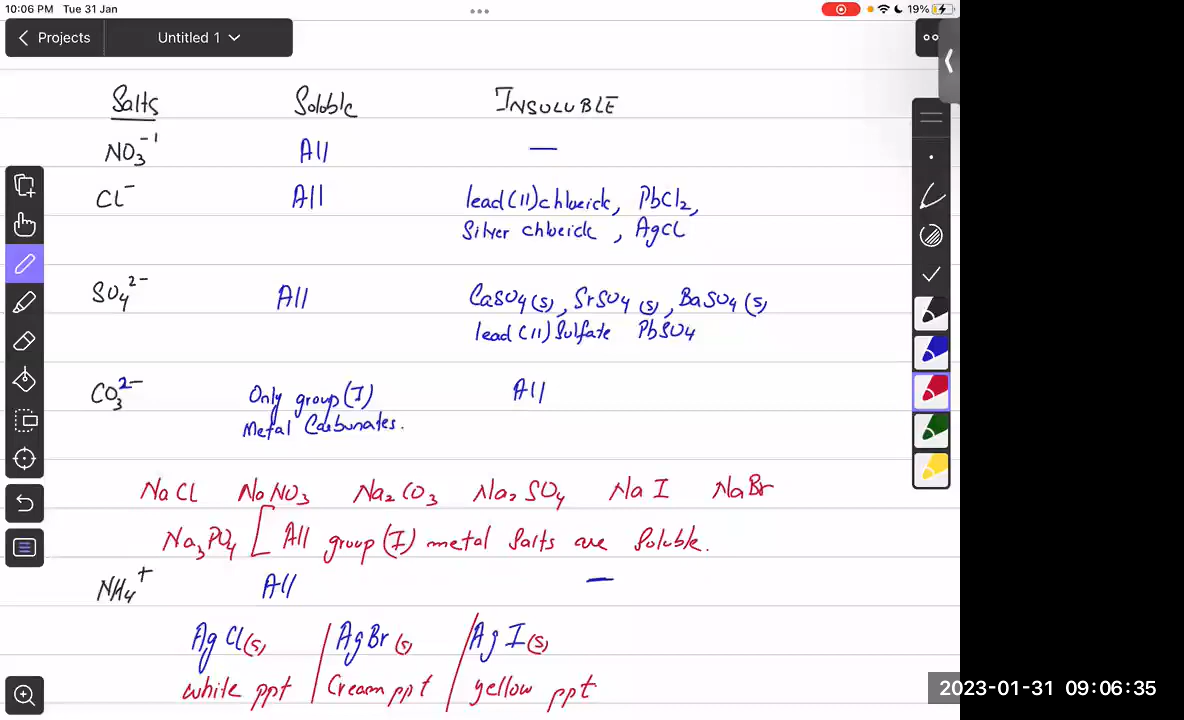 10:06 PM Tue 31 Jan
19%
Projects Untitled 1
Salts Soluble INSOLUBLE
NO₃⁻¹ All —
Cl⁻ All lead(II)chloride, PbCl₂,
Silver chloride, AgCl
SO₄²⁻ All CaSO₄(s), SrSO₄(s), BaSO₄(s)
lead(II)Sulfate PbSO₄
CO₃²⁻ Only group(I) All
Metal Carbonates.
NaCl NaNO₃ Na₂CO₃ Na₂SO₄ NaI NaBr
Na₃PO₄ [ All group(I) metal Salts are Soluble.
NH₄⁺ All —
AgCl(s) / AgBr(s) / AgI(s)
white ppt / Cream ppt / yellow ppt
2023-01-31 09:06:35